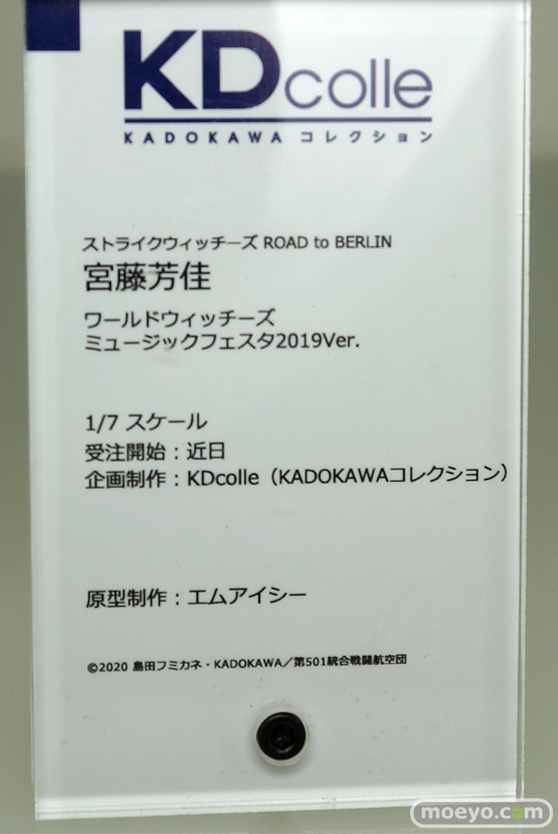 KDcolle
KADOKAWA コレクション
ストライクウィッチーズ ROAD to BERLIN
宮藤芳佳
ワールドウィッチーズ
ミュージックフェスタ2019Ver.
1/7 スケール
受注開始：近日
企画制作：KDcolle（KADOKAWAコレクション）
原型制作：エムアイシー
©2020 島田フミカネ・KADOKAWA／第501統合戦闘航空団
moeyo.com